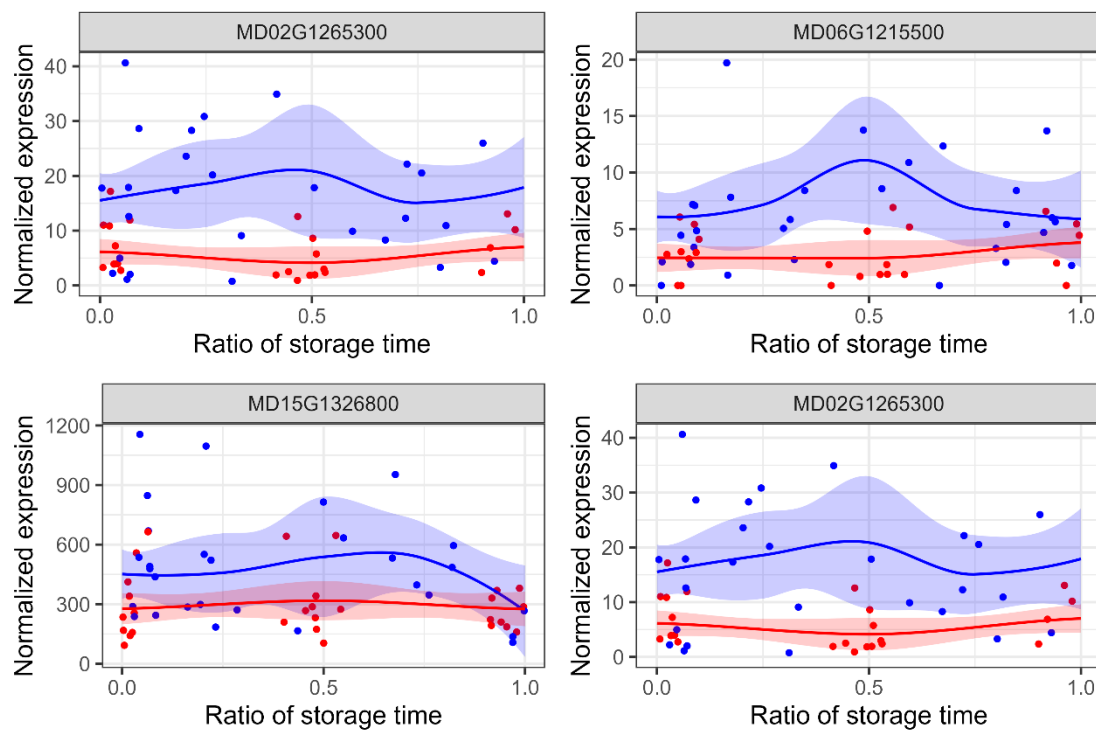 MD02G1265300
Normalized expression
40
30
20
10
0
0.0 0.5 1.0
Ratio of storage time
MD06G1215500
Normalized expression
20
15
10
5
0
0.0 0.5 1.0
Ratio of storage time
MD15G1326800
Normalized expression
1200
900
600
300
0
0.0 0.5 1.0
Ratio of storage time
MD02G1265300
Normalized expression
40
30
20
10
0
0.0 0.5 1.0
Ratio of storage time